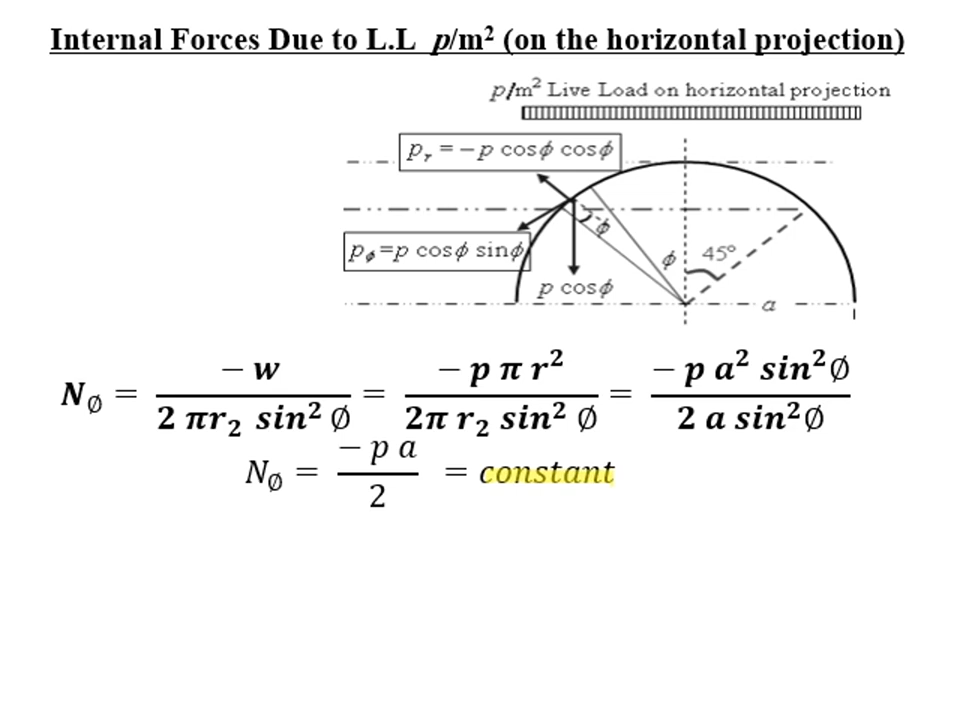 Internal Forces Due to L.L p/m² (on the horizontal projection)
p/m² Live Load on horizontal projection
pᵣ = −p cosϕ cosϕ
ϕ
p_ϕ=p cosϕ sinϕ
ϕ 45°
p cosϕ
a
N_∅ = − w / 2 πr₂ sin² ∅ = − p π r² / 2π r₂ sin² ∅ = − p a² sin²∅ / 2 a sin²∅
N_∅ = − p a / 2 = constant